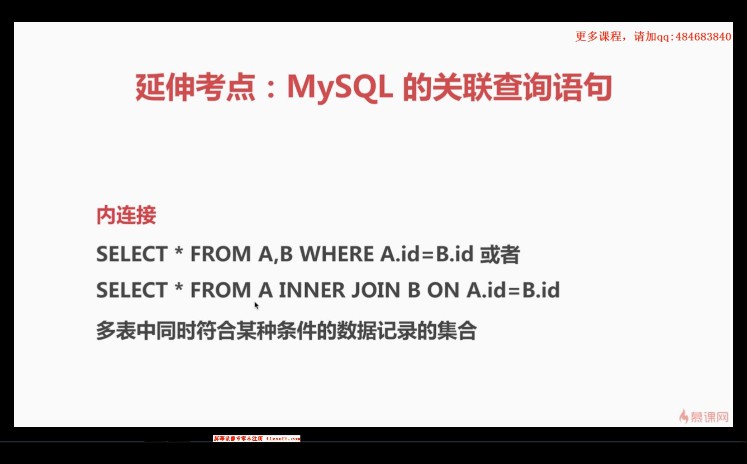 更多课程，请加qq:484683840
延伸考点：MySQL 的关联查询语句
内连接
SELECT * FROM A,B WHERE A.id=B.id 或者
SELECT * FROM A INNER JOIN B ON A.id=B.id
多表中同时符合某种条件的数据记录的集合
慕课网